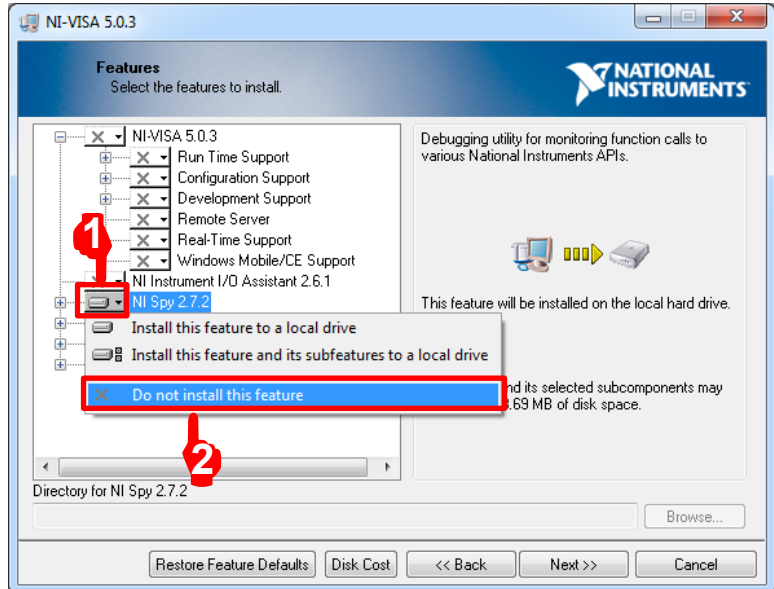 NI-VISA 5.0.3
Features
Select the features to install.
NATIONAL
INSTRUMENTS
NI-VISA 5.0.3
Run Time Support
Configuration Support
Development Support
Remote Server
Real-Time Support
Windows Mobile/CE Support
NI Instrument I/O Assistant 2.6.1
NI Spy 2.7.2
1
Install this feature to a local drive
Install this feature and its subfeatures to a local drive
Do not install this feature
2
Debugging utility for monitoring function calls to
various National Instruments APIs.
This feature will be installed on the local hard drive.
its selected subcomponents may
.69 MB of disk space.
Directory for NI Spy 2.7.2
Browse...
Restore Feature Defaults
Disk Cost
<< Back
Next >>
Cancel